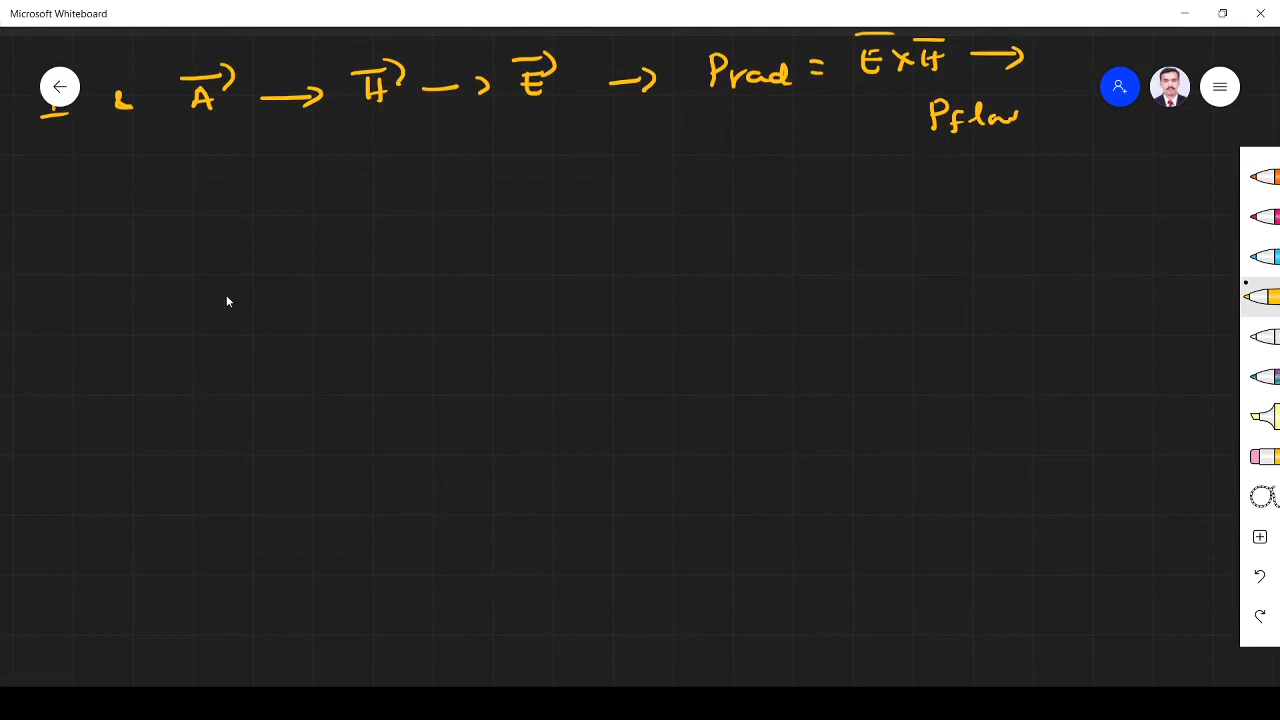 Microsoft Whiteboard
I & A⃗ → H⃗ → E⃗ → Prad = E̅ × H̅ →
Pflow